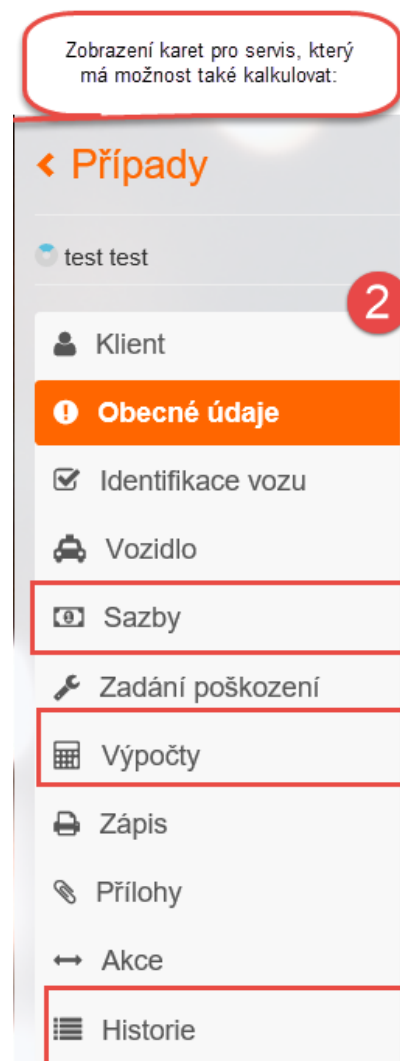 Zobrazení karet pro servis, který
má možnost také kalkulovat:
Případy
test test
2
Klient
Obecné údaje
Identifikace vozu
Vozidlo
Sazby
Zadání poškození
Výpočty
Zápis
Přílohy
Akce
Historie